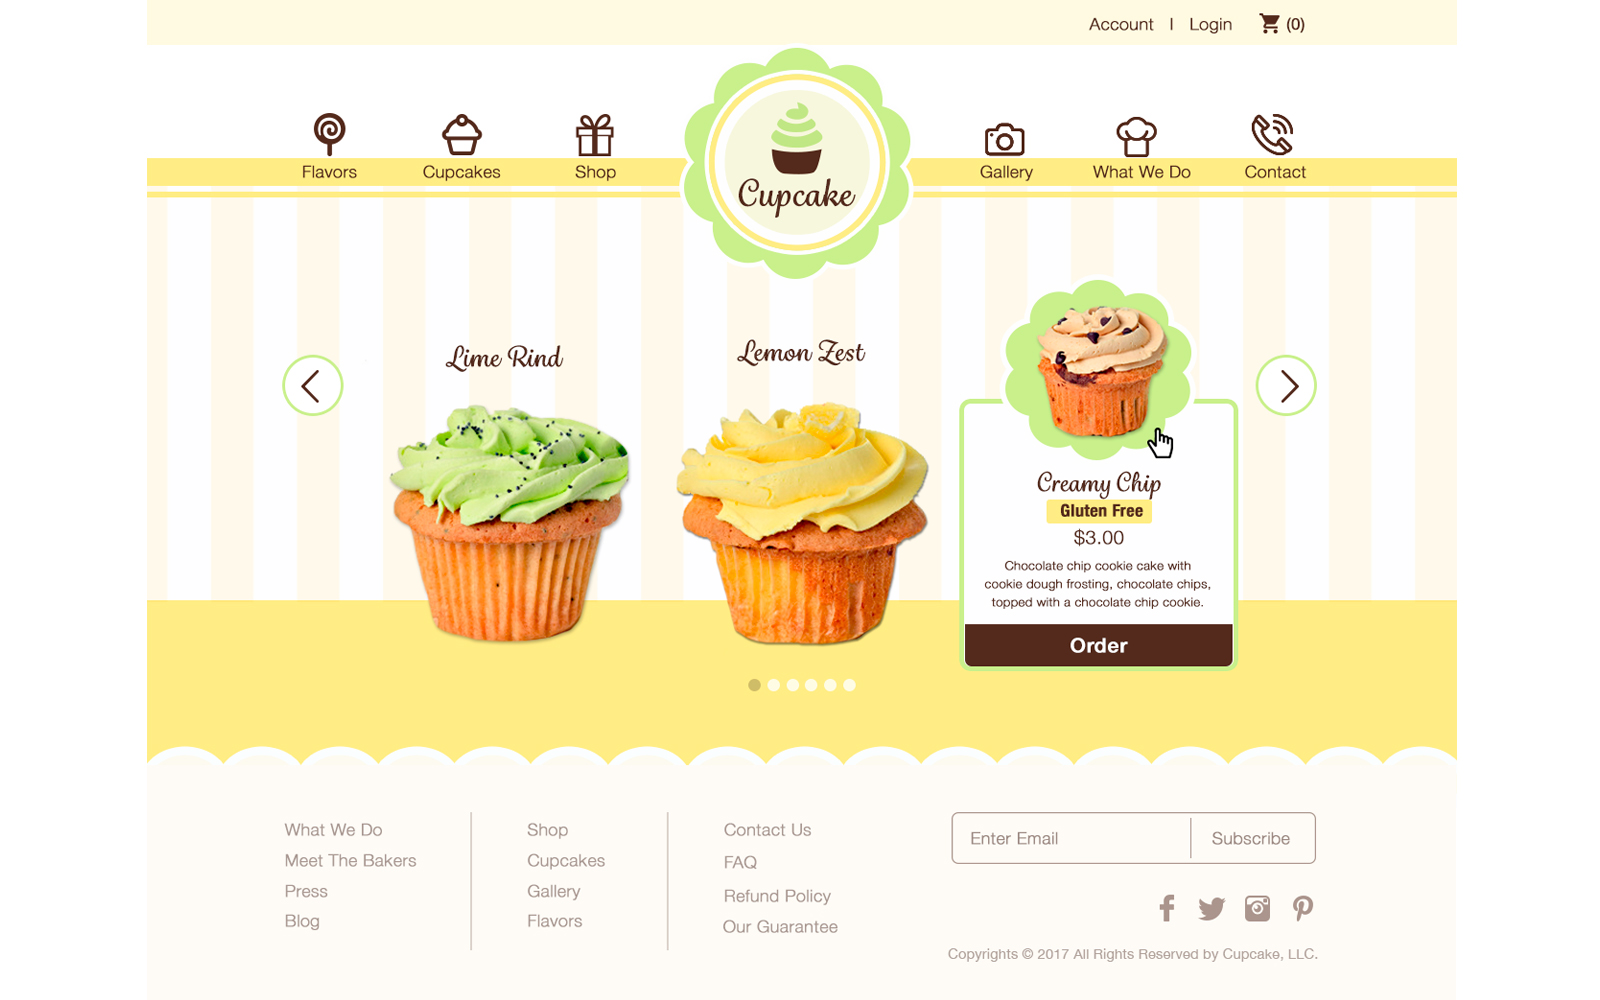 Account | Login (0)
Flavors
Cupcakes
Shop
Cupcake
Gallery
What We Do
Contact
Lime Rind
Lemon Zest
Creamy Chip
Gluten Free
$3.00
Chocolate chip cookie cake with
cookie dough frosting, chocolate chips,
topped with a chocolate chip cookie.
Order
What We Do
Meet The Bakers
Press
Blog
Shop
Cupcakes
Gallery
Flavors
Contact Us
FAQ
Refund Policy
Our Guarantee
Enter Email
Subscribe
Copyrights © 2017 All Rights Reserved by Cupcake, LLC.